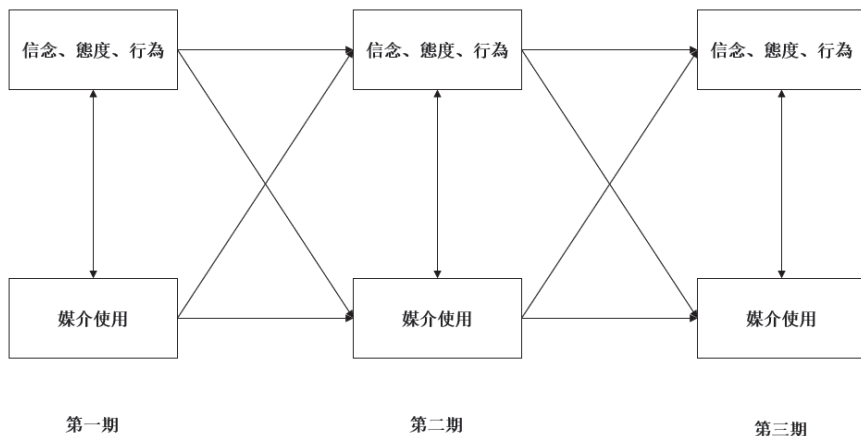 信念、態度、行為
信念、態度、行為
信念、態度、行為
媒介使用
媒介使用
媒介使用
第一期
第二期
第三期